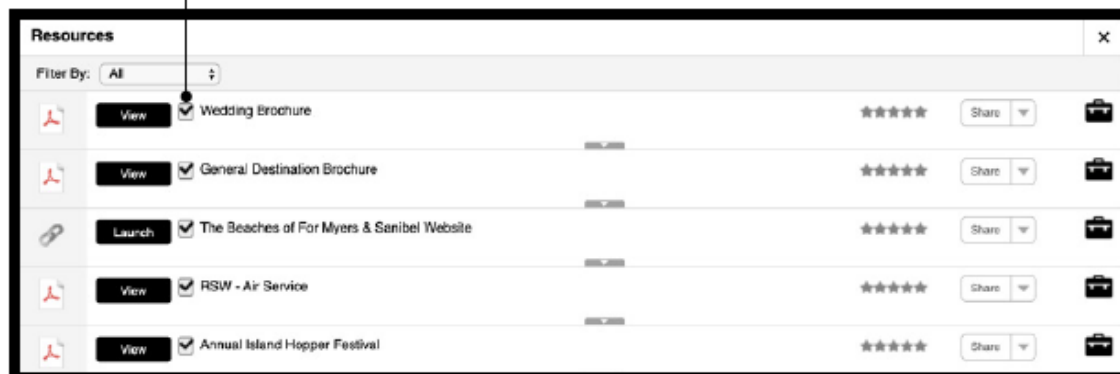 Resources
Filter By: All
View Wedding Brochure Share
View General Destination Brochure Share
Launch The Beaches of For Myers & Sanibel Website Share
View RSW - Air Service Share
View Annual Island Hopper Festival Share